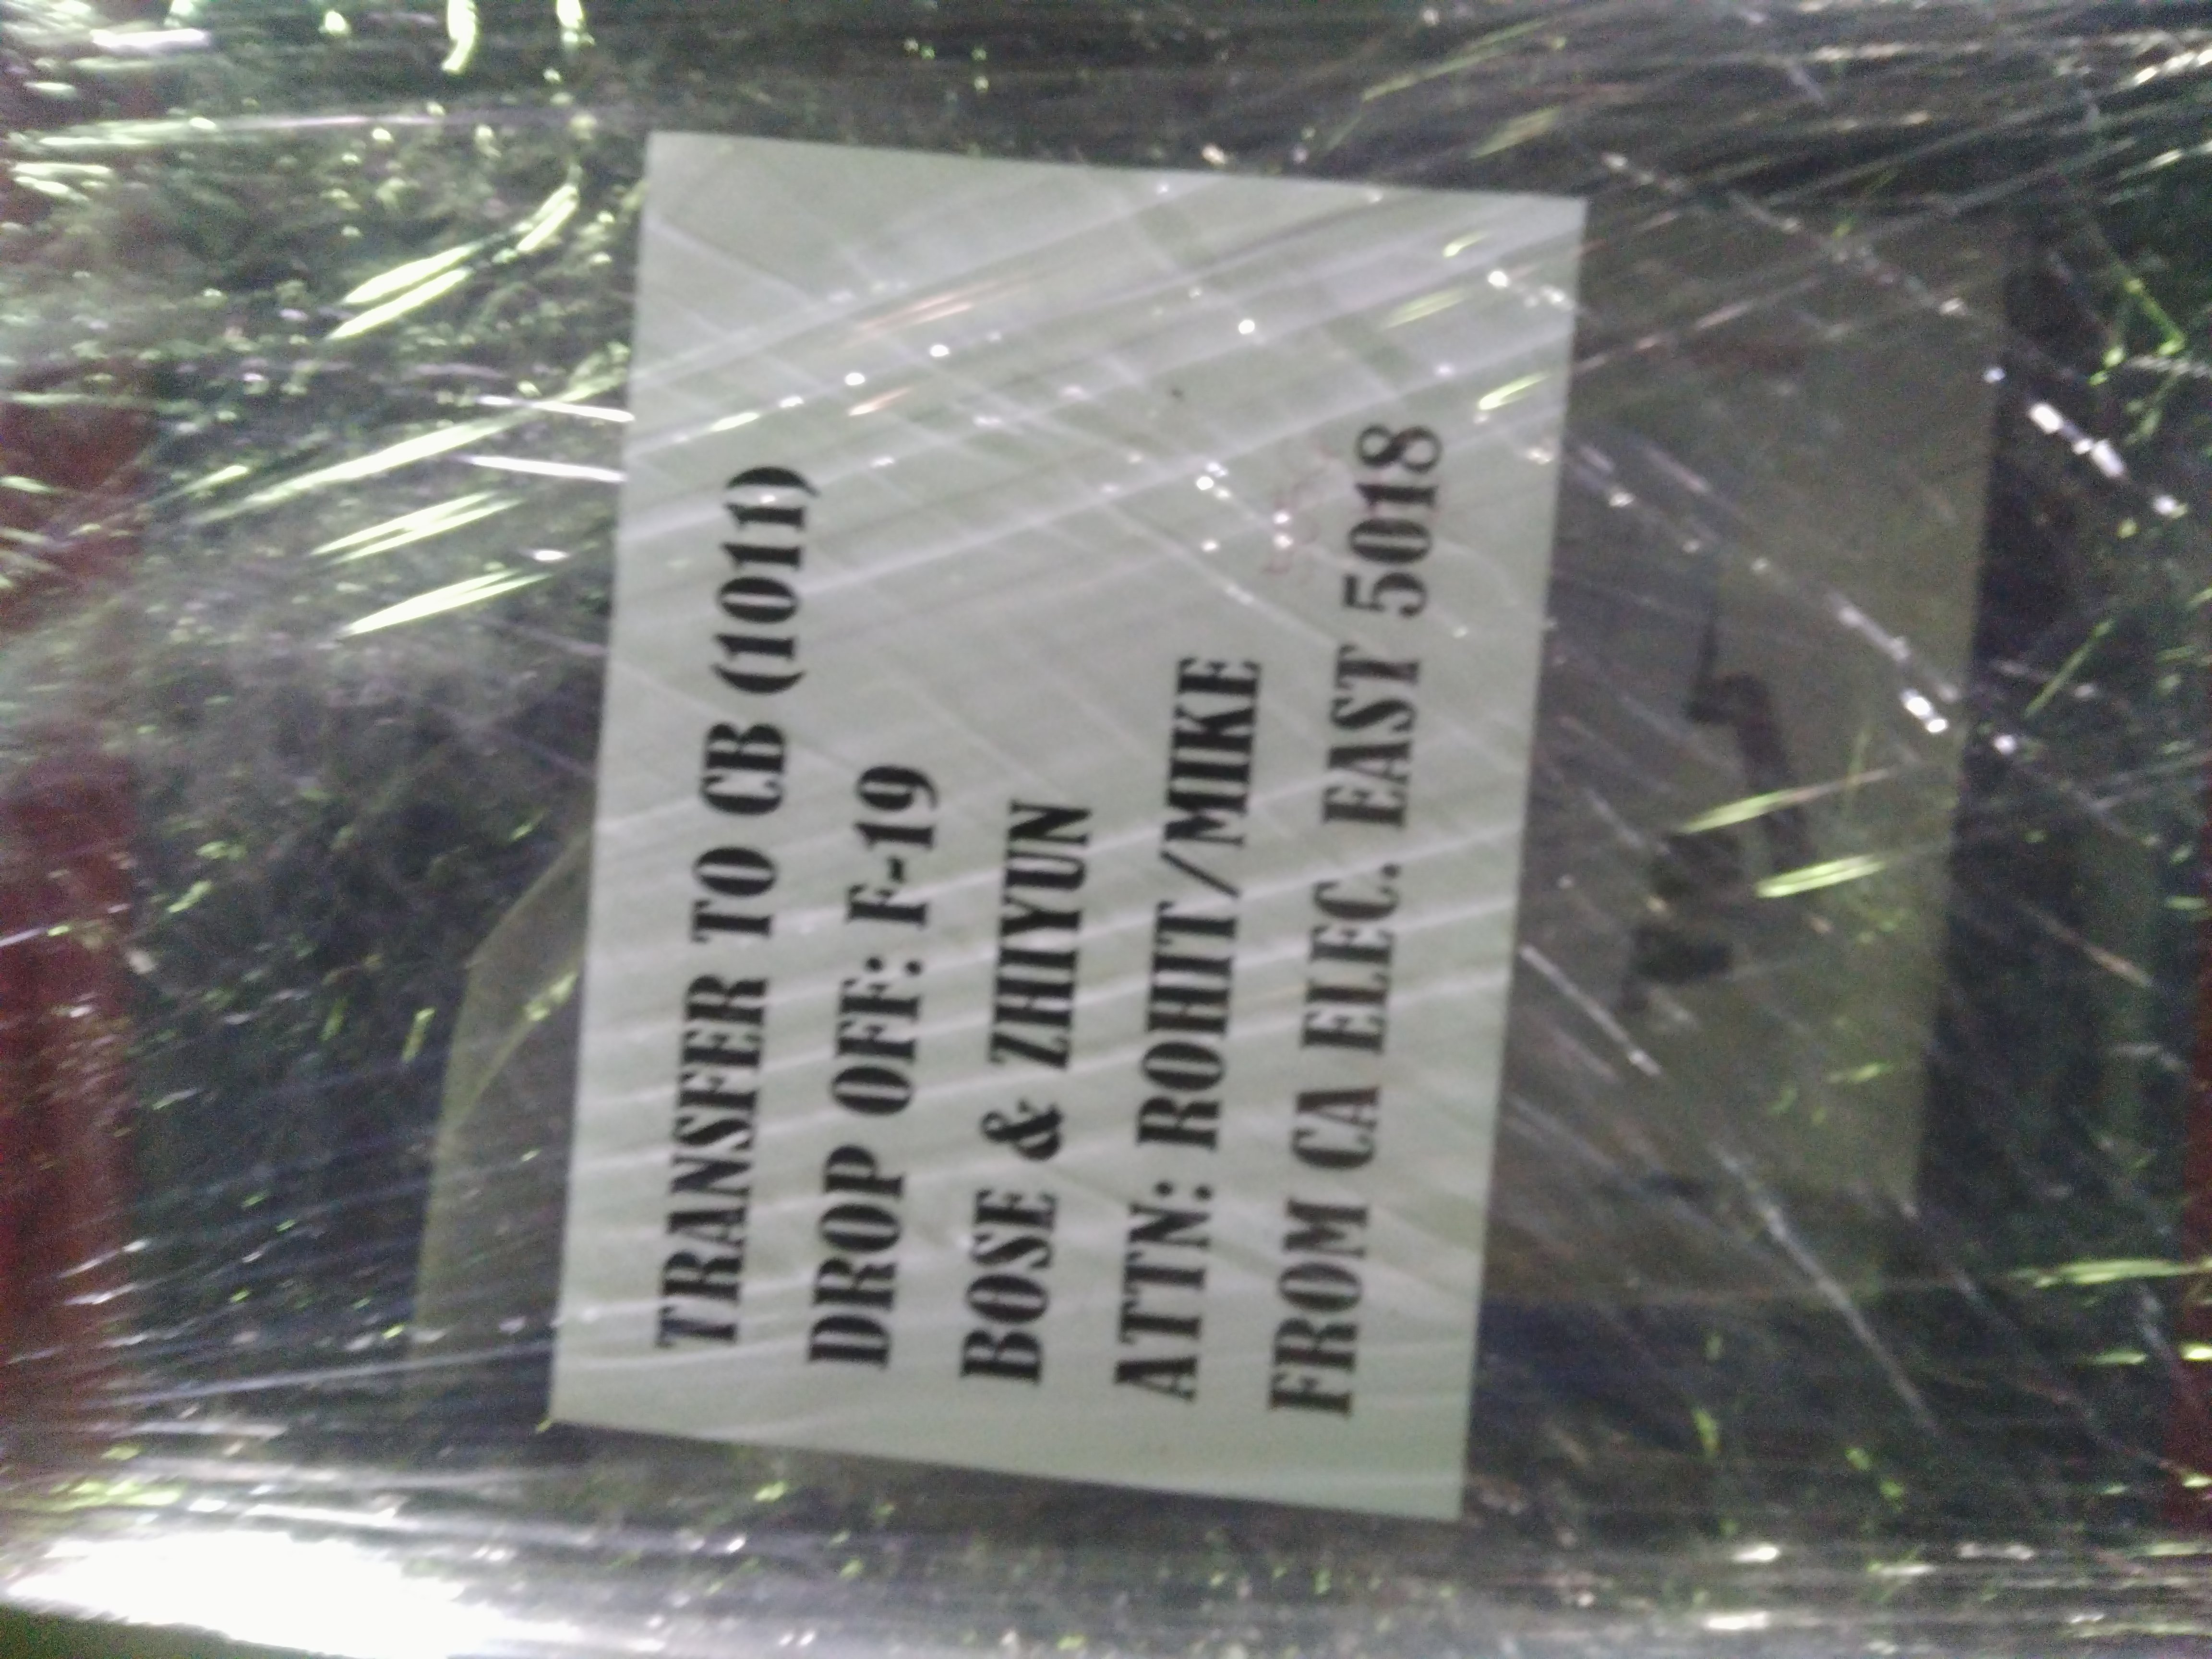 TRANSFER TO CB (1011)
DROP OFF: F-19
BOSE & ZHIYUN
ATTN: ROHIT/MIKE
FROM CA ELEC. EAST 5018